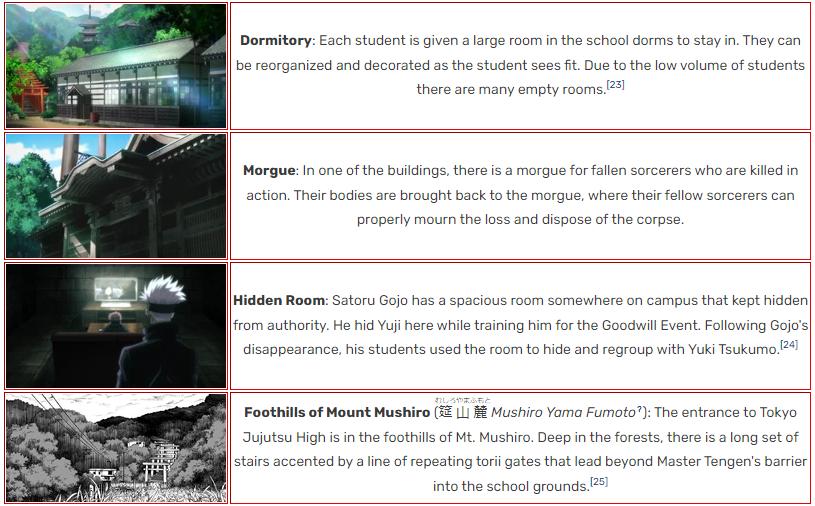 Dormitory: Each student is given a large room in the school dorms to stay in. They can
be reorganized and decorated as the student sees fit. Due to the low volume of students
there are many empty rooms.[23]
Morgue: In one of the buildings, there is a morgue for fallen sorcerers who are killed in
action. Their bodies are brought back to the morgue, where their fellow sorcerers can
properly mourn the loss and dispose of the corpse.
Hidden Room: Satoru Gojo has a spacious room somewhere on campus that kept hidden
from authority. He hid Yuji here while training him for the Goodwill Event. Following Gojo's
disappearance, his students used the room to hide and regroup with Yuki Tsukumo.[24]
むしろやまふもと
Foothills of Mount Mushiro (筵山麓 Mushiro Yama Fumoto?): The entrance to Tokyo
Jujutsu High is in the foothills of Mt. Mushiro. Deep in the forests, there is a long set of
stairs accented by a line of repeating torii gates that lead beyond Master Tengen's barrier
into the school grounds.[25]